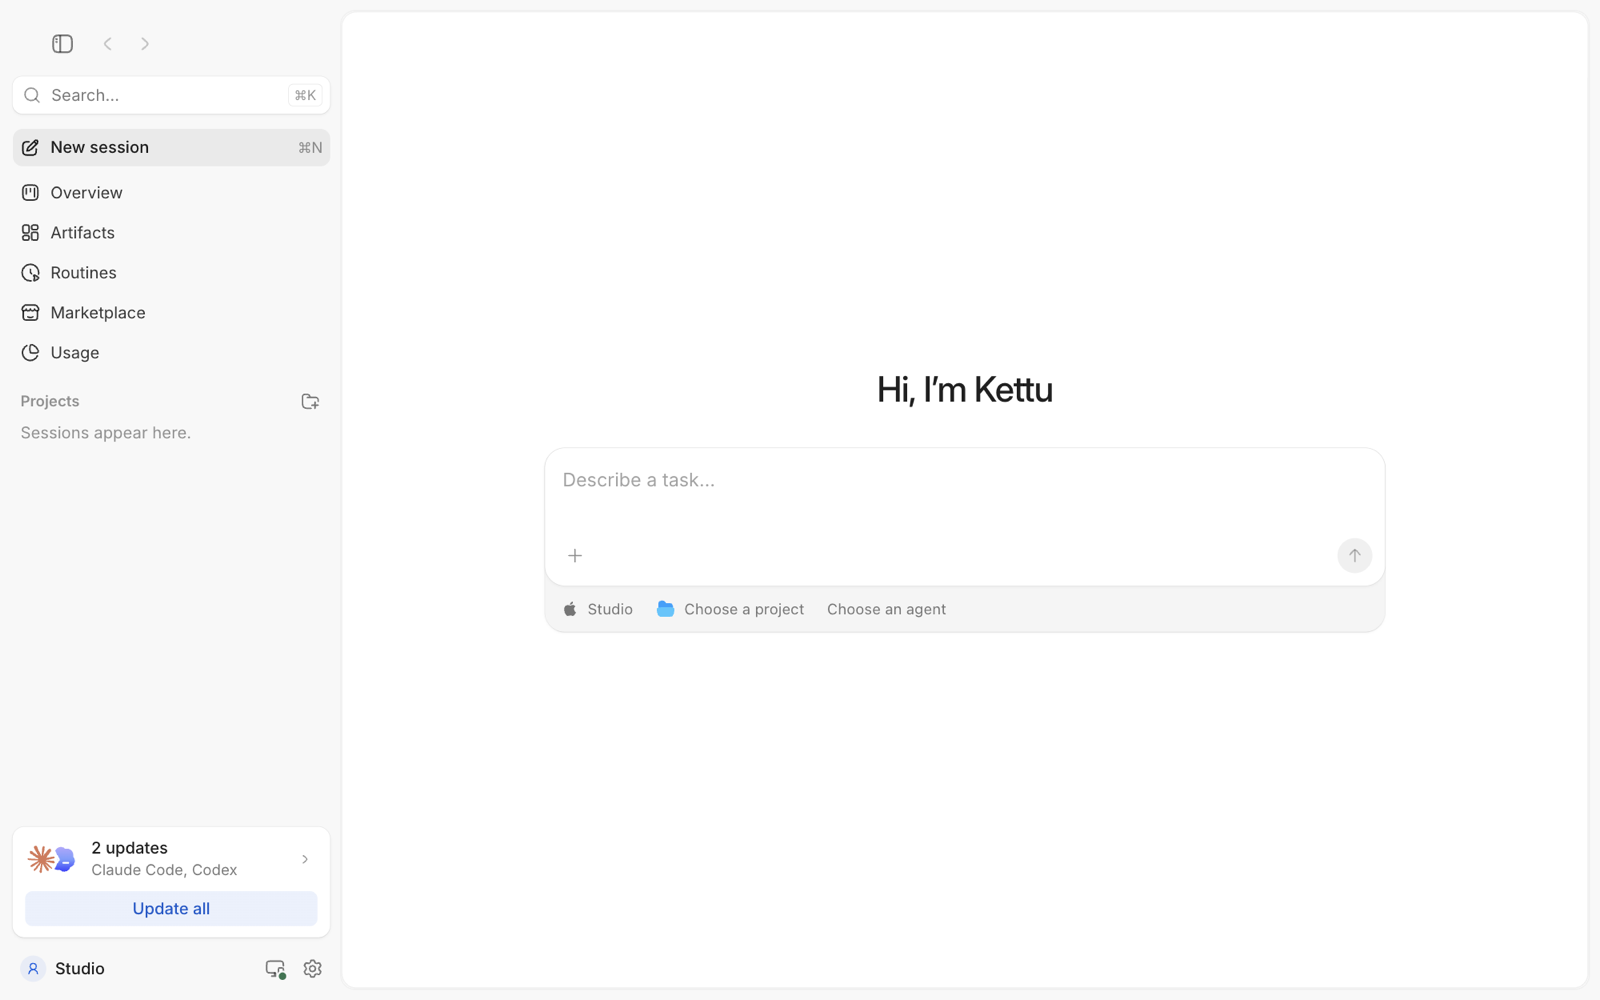 Search...
⌘K
New session
⌘N
Overview
Artifacts
Routines
Marketplace
Usage
Projects
Sessions appear here.
Hi, I’m Kettu
Describe a task...
Studio
Choose a project
Choose an agent
2 updates
Claude Code, Codex
Update all
Studio